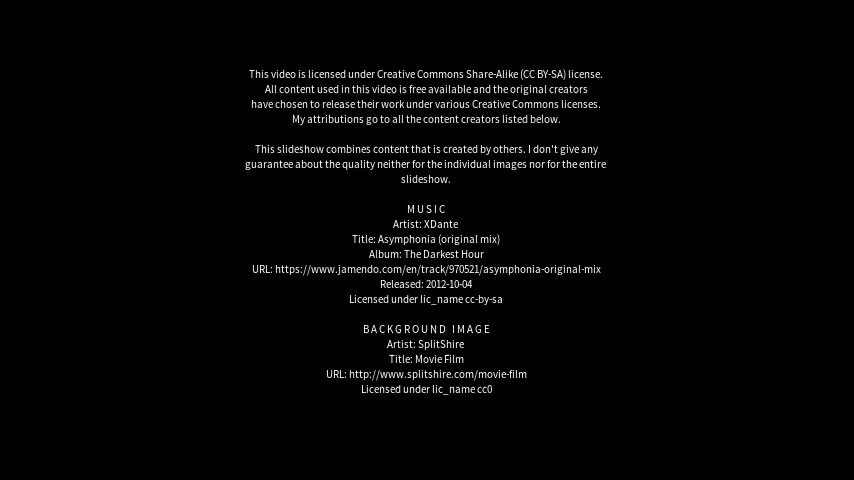 This video is licensed under Creative Commons Share-Alike (CC BY-SA) license.
All content used in this video is free available and the original creators
have chosen to release their work under various Creative Commons licenses.
My attributions go to all the content creators listed below.
This slideshow combines content that is created by others. I don't give any
guarantee about the quality neither for the individual images nor for the entire
slideshow.
MUSIC
Artist: XDante
Title: Asymphonia (original mix)
Album: The Darkest Hour
URL: https://www.jamendo.com/en/track/970521/asymphonia-original-mix
Released: 2012-10-04
Licensed under lic_name cc-by-sa
BACKGROUND IMAGE
Artist: SplitShire
Title: Movie Film
URL: http://www.splitshire.com/movie-film
Licensed under lic_name cc0